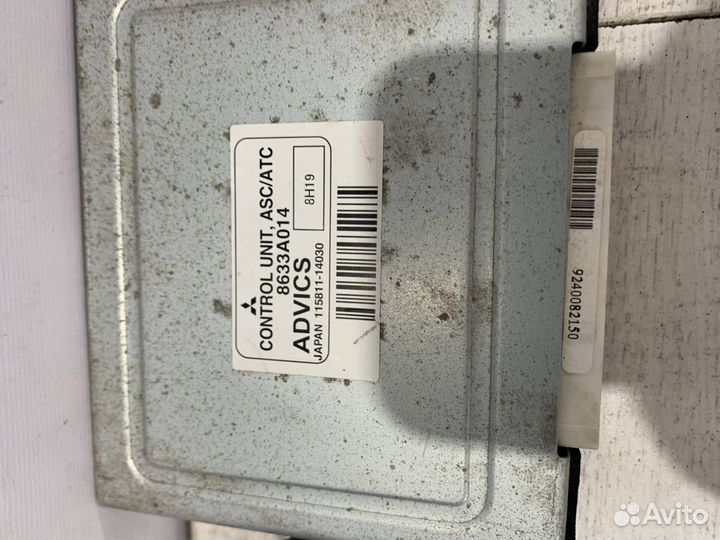 CONTROL UNIT, ASC/ATC
8633A014
ADVICS
JAPAN 115811-14030
8H19
9240082150
Avito